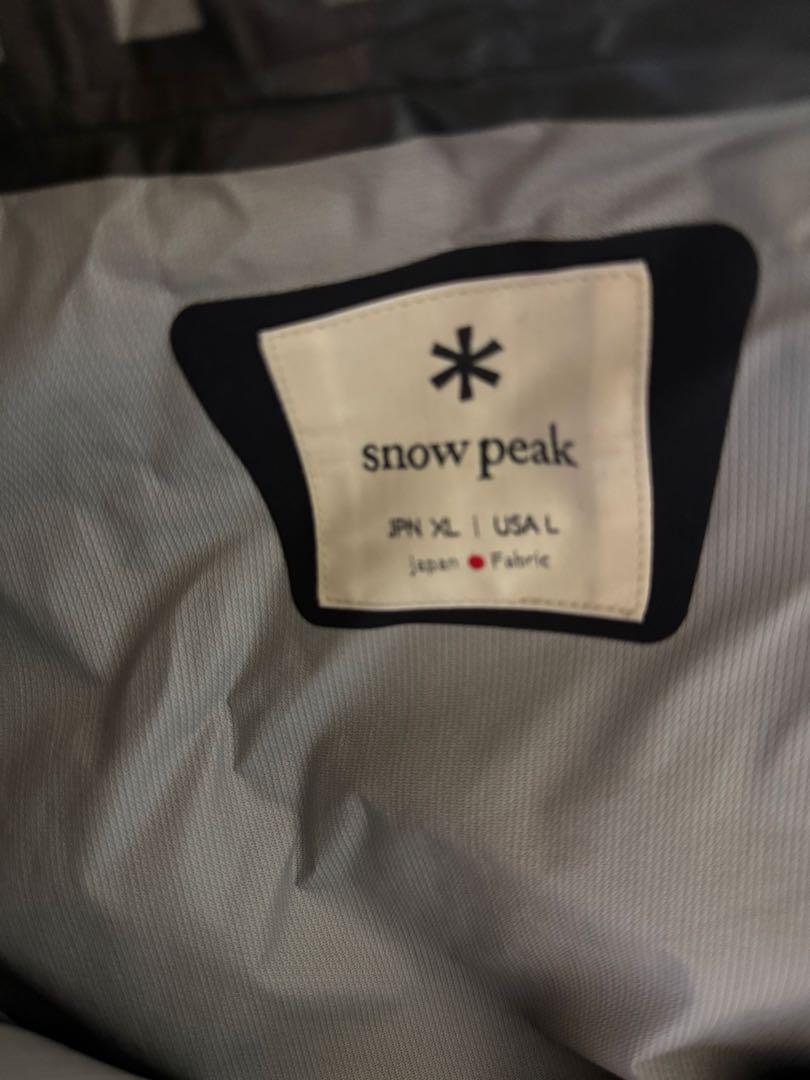 snow peak
JPN XL | USA L
Japan ● Fabric